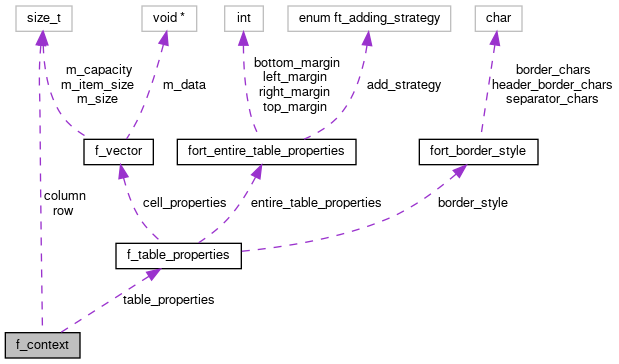 size_t
void *
int
enum ft_adding_strategy
char
m_capacity
m_item_size
m_size
m_data
bottom_margin
left_margin
right_margin
top_margin
add_strategy
border_chars
header_border_chars
separator_chars
f_vector
fort_entire_table_properties
fort_border_style
column
row
cell_properties
entire_table_properties
border_style
f_table_properties
table_properties
f_context